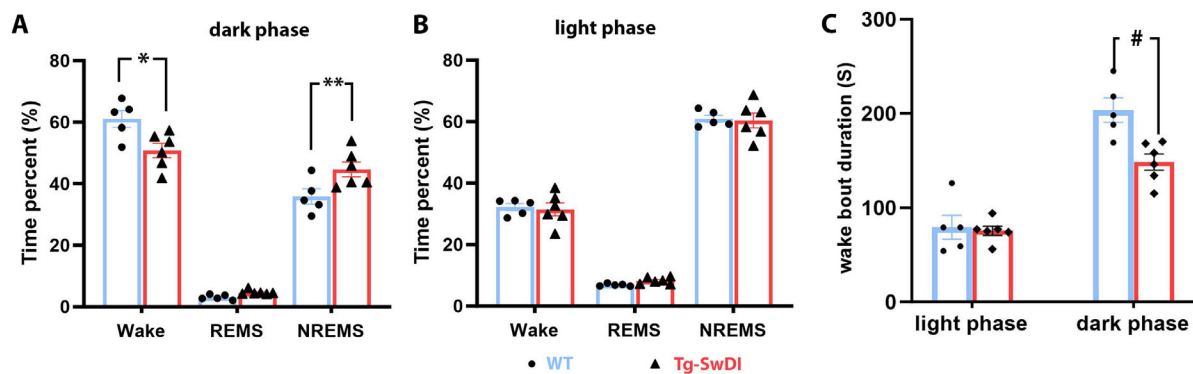 A
dark phase
Time percent (%)
80
60
40
20
0
*
**
Wake
REMS
NREMS
B
light phase
Time percent (%)
80
60
40
20
0
Wake
REMS
NREMS
WT
Tg-SwDI
C
wake bout duration (S)
300
200
100
0
#
light phase
dark phase